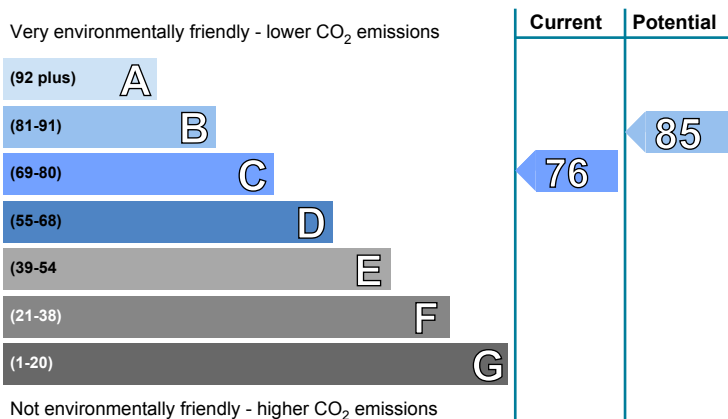 Current Potential
Very environmentally friendly - lower CO2 emissions
(92 plus) A
(81-91) B
85
(69-80) C
76
(55-68) D
(39-54 E
(21-38) F
(1-20) G
Not environmentally friendly - higher CO2 emissions